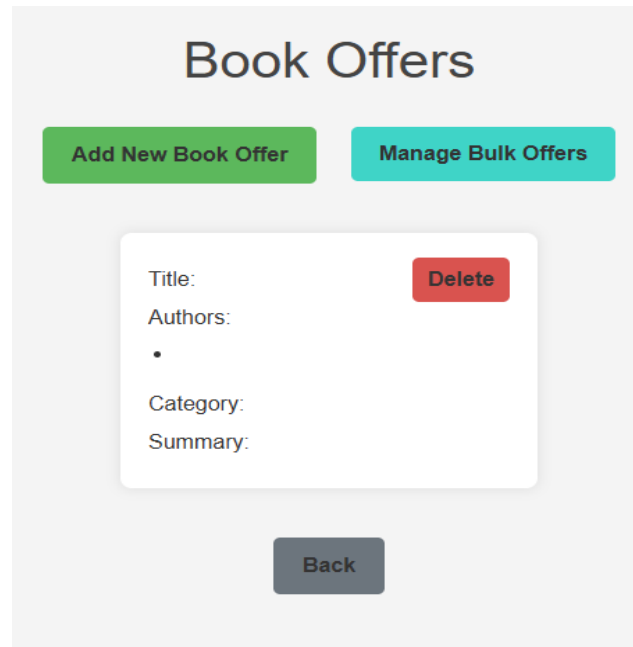 Book Offers
Add New Book Offer
Manage Bulk Offers
Title:
Delete
Authors:
•
Category:
Summary:
Back